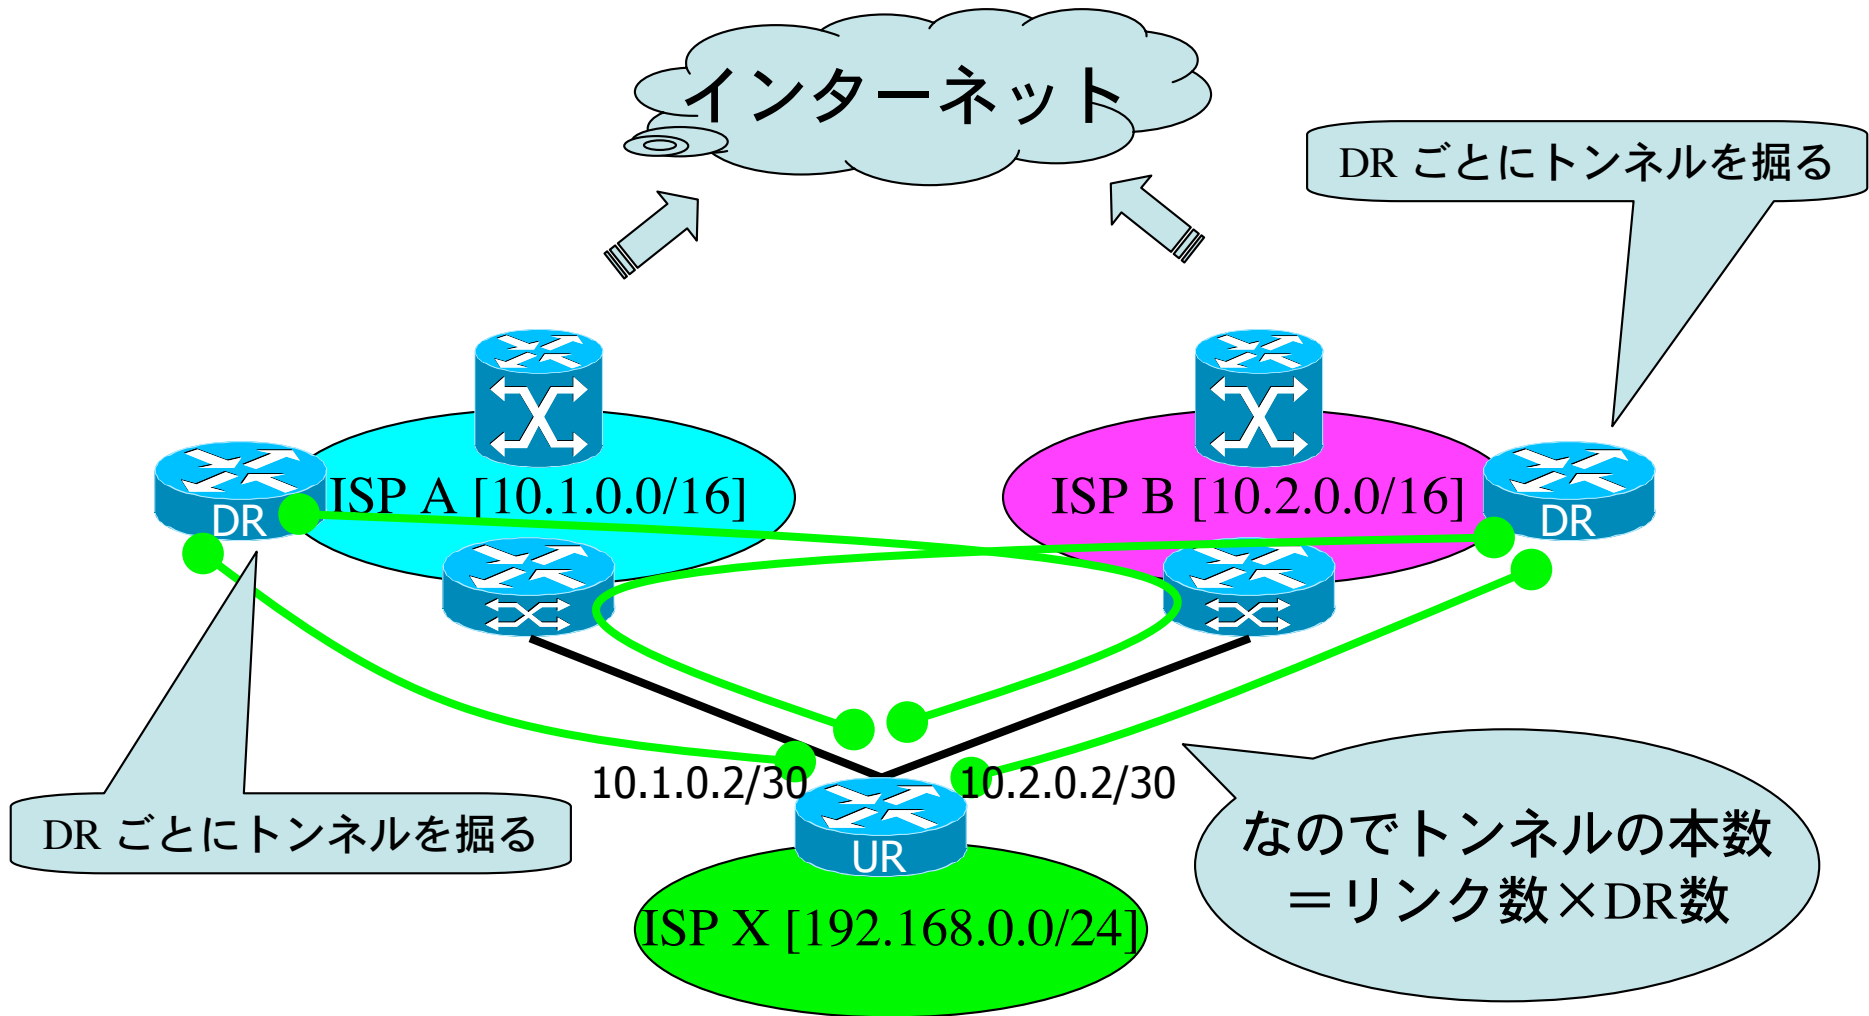 インターネット
DR ごとにトンネルを掘る
ISP A [10.1.0.0/16]
ISP B [10.2.0.0/16]
DR
DR
10.1.0.2/30
10.2.0.2/30
DR ごとにトンネルを掘る
なのでトンネルの本数
＝リンク数×DR数
UR
ISP X [192.168.0.0/24]